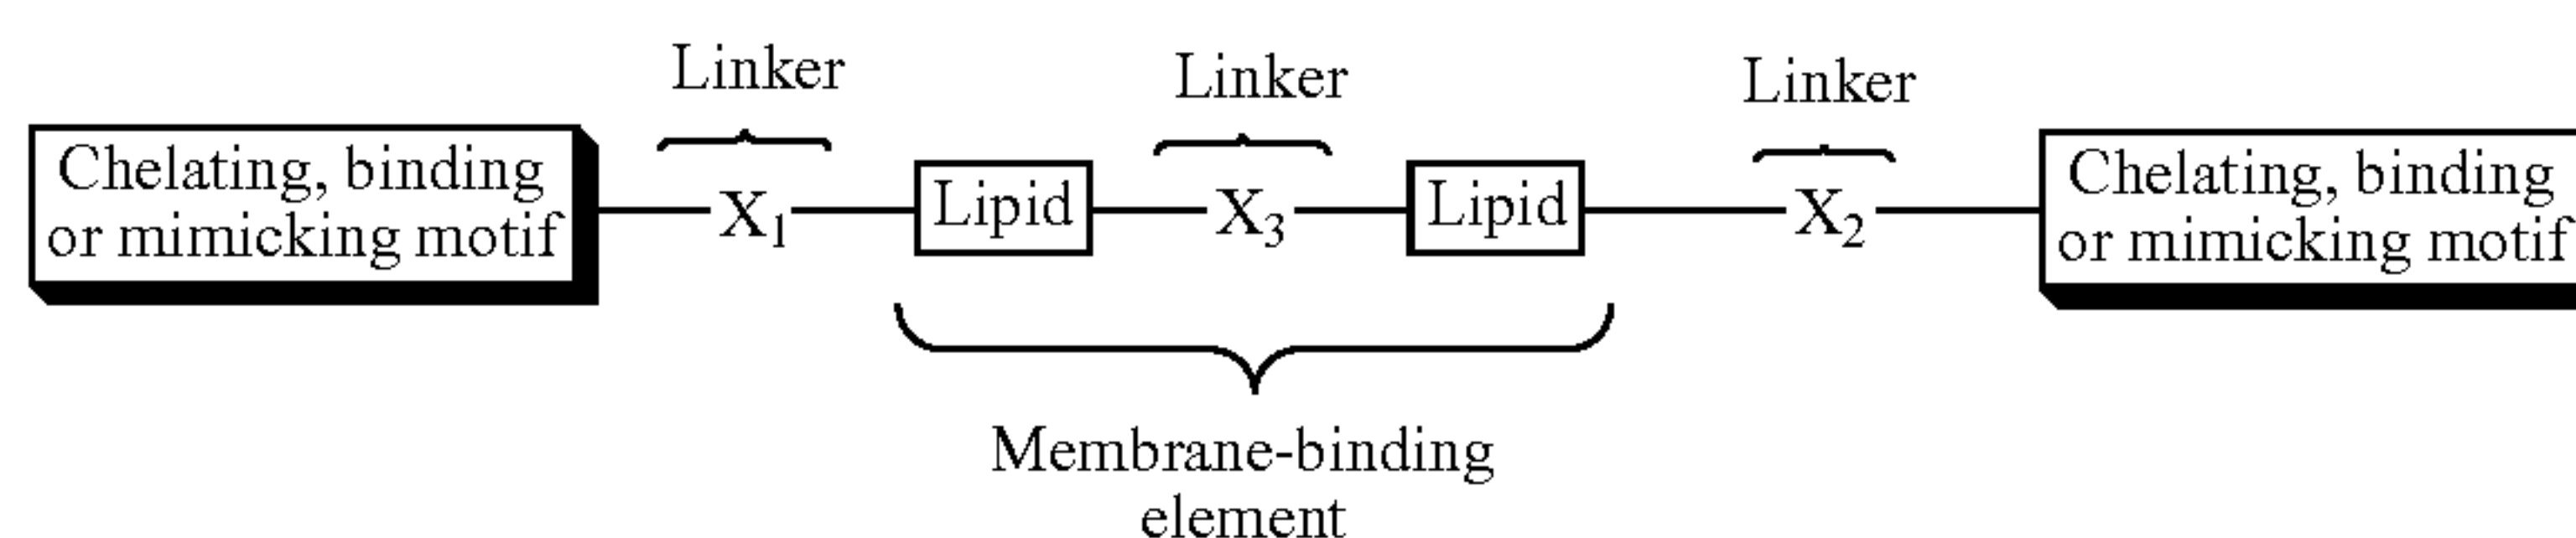 Linker
Linker
Linker
Chelating, binding
or mimicking motif
X₁
Lipid
X₃
Lipid
X₂
Chelating, binding
or mimicking motif
Membrane-binding
element